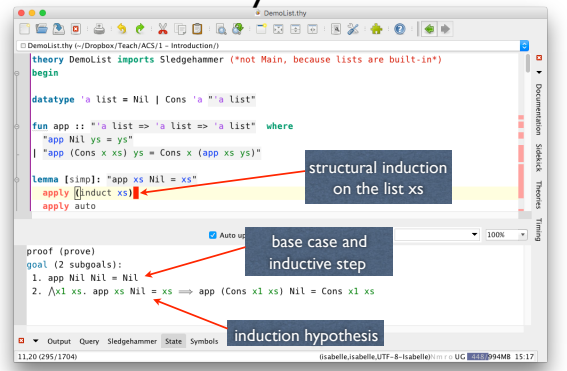 DemoList.thy
DemoList.thy (~/Dropbox/Teach/ACS/1 - Introduction/)
theory DemoList imports Sledgehammer (*not Main, because lists are built-in*)
begin
datatype 'a list = Nil | Cons 'a "'a list"
fun app :: "'a list => 'a list => 'a list" where
"app Nil ys = ys"
| "app (Cons x xs) ys = Cons x (app xs ys)"
lemma [simp]: "app xs Nil = xs"
apply (induct xs)
apply auto
structural induction
on the list xs
Documentation
Sidekick
Theories
Timing
Auto up
100%
base case and
inductive step
proof (prove)
goal (2 subgoals):
1. app Nil Nil = Nil
2. ⋀x1 xs. app xs Nil = xs ⟹ app (Cons x1 xs) Nil = Cons x1 xs
induction hypothesis
Output Query Sledgehammer State Symbols
11,20 (295/1704)
(isabelle,isabelle,UTF-8-Isabelle) N m r o UG 448/994MB 15:17